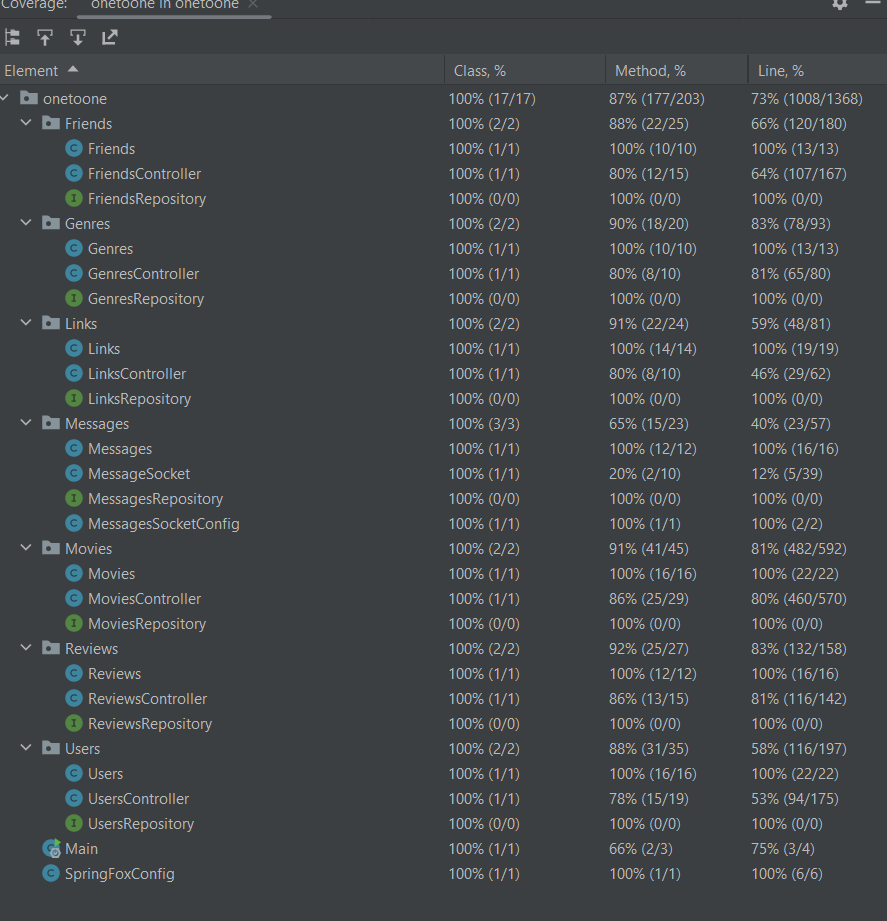 Coverage: onetoone in onetoone ×
Element Class, % Method, % Line, %
onetoone 100% (17/17) 87% (177/203) 73% (1008/1368)
Friends 100% (2/2) 88% (22/25) 66% (120/180)
Friends 100% (1/1) 100% (10/10) 100% (13/13)
FriendsController 100% (1/1) 80% (12/15) 64% (107/167)
FriendsRepository 100% (0/0) 100% (0/0) 100% (0/0)
Genres 100% (2/2) 90% (18/20) 83% (78/93)
Genres 100% (1/1) 100% (10/10) 100% (13/13)
GenresController 100% (1/1) 80% (8/10) 81% (65/80)
GenresRepository 100% (0/0) 100% (0/0) 100% (0/0)
Links 100% (2/2) 91% (22/24) 59% (48/81)
Links 100% (1/1) 100% (14/14) 100% (19/19)
LinksController 100% (1/1) 80% (8/10) 46% (29/62)
LinksRepository 100% (0/0) 100% (0/0) 100% (0/0)
Messages 100% (3/3) 65% (15/23) 40% (23/57)
Messages 100% (1/1) 100% (12/12) 100% (16/16)
MessageSocket 100% (1/1) 20% (2/10) 12% (5/39)
MessagesRepository 100% (0/0) 100% (0/0) 100% (0/0)
MessagesSocketConfig 100% (1/1) 100% (1/1) 100% (2/2)
Movies 100% (2/2) 91% (41/45) 81% (482/592)
Movies 100% (1/1) 100% (16/16) 100% (22/22)
MoviesController 100% (1/1) 86% (25/29) 80% (460/570)
MoviesRepository 100% (0/0) 100% (0/0) 100% (0/0)
Reviews 100% (2/2) 92% (25/27) 83% (132/158)
Reviews 100% (1/1) 100% (12/12) 100% (16/16)
ReviewsController 100% (1/1) 86% (13/15) 81% (116/142)
ReviewsRepository 100% (0/0) 100% (0/0) 100% (0/0)
Users 100% (2/2) 88% (31/35) 58% (116/197)
Users 100% (1/1) 100% (16/16) 100% (22/22)
UsersController 100% (1/1) 78% (15/19) 53% (94/175)
UsersRepository 100% (0/0) 100% (0/0) 100% (0/0)
Main 100% (1/1) 66% (2/3) 75% (3/4)
SpringFoxConfig 100% (1/1) 100% (1/1) 100% (6/6)